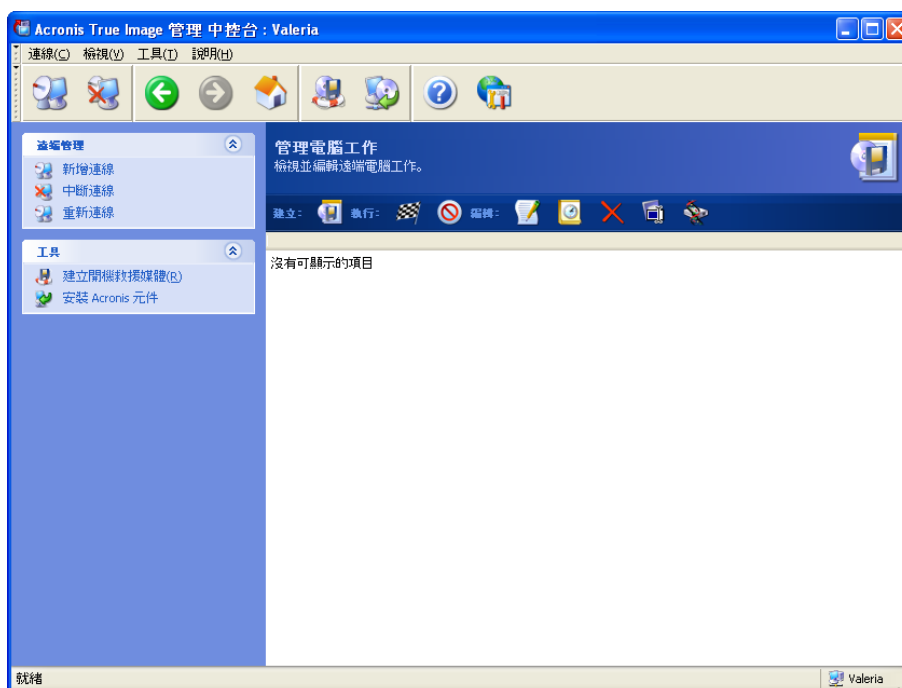 Acronis True Image 管理 中控台 : Valeria
連線(C) 檢視(V) 工具(T) 說明(H)
遠端管理
新增連線
中斷連線
重新連線
工具
建立開機救援媒體(R)
安裝 Acronis 元件
管理電腦工作
檢視並編輯遠端電腦工作。
建立: 執行: 編輯:
沒有可顯示的項目
就緒
Valeria